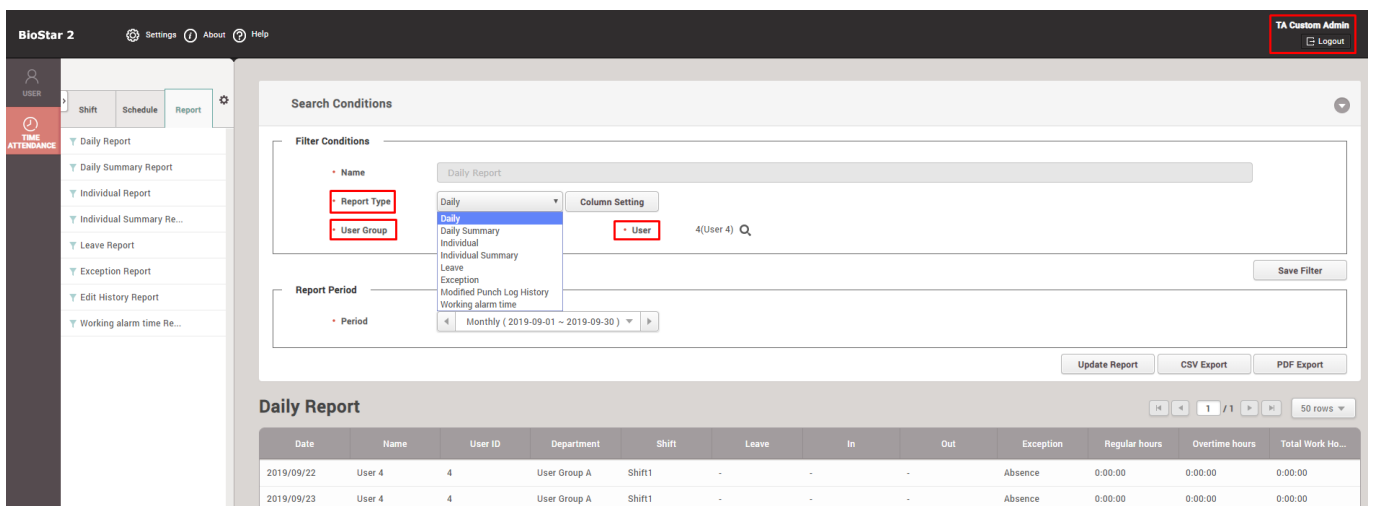 BioStar 2 Settings About Help TA Custom Admin
Logout
USER
TIME
ATTENDANCE
Shift Schedule Report
Daily Report
Daily Summary Report
Individual Report
Individual Summary Re...
Leave Report
Exception Report
Edit History Report
Working alarm time Re...
Search Conditions
Filter Conditions
• Name Daily Report
• Report Type Daily Column Setting
Daily
Daily Summary
Individual
Individual Summary
Leave
Exception
Modified Punch Log History
Working alarm time
• User Group • User 4(User 4)
Save Filter
Report Period
• Period Monthly ( 2019-09-01 ~ 2019-09-30 )
Update Report CSV Export PDF Export
Daily Report 1 / 1 50 rows
Date Name User ID Department Shift Leave In Out Exception Regular hours Overtime hours Total Work Ho...
2019/09/22 User 4 4 User Group A Shift1 - - - Absence 0:00:00 0:00:00 0:00:00
2019/09/23 User 4 4 User Group A Shift1 - - - Absence 0:00:00 0:00:00 0:00:00